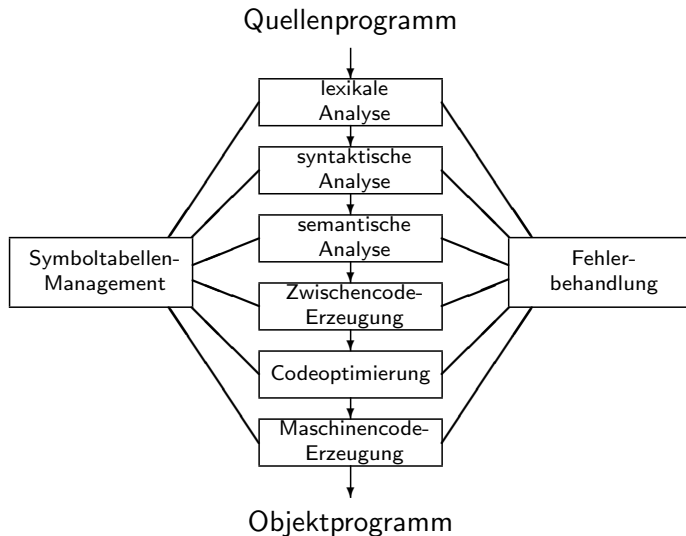 Quellenprogramm
lexikale
Analyse
syntaktische
Analyse
semantische
Analyse
Symboltabellen-
Management
Fehler-
behandlung
Zwischencode-
Erzeugung
Codeoptimierung
Maschinencode-
Erzeugung
Objektprogramm